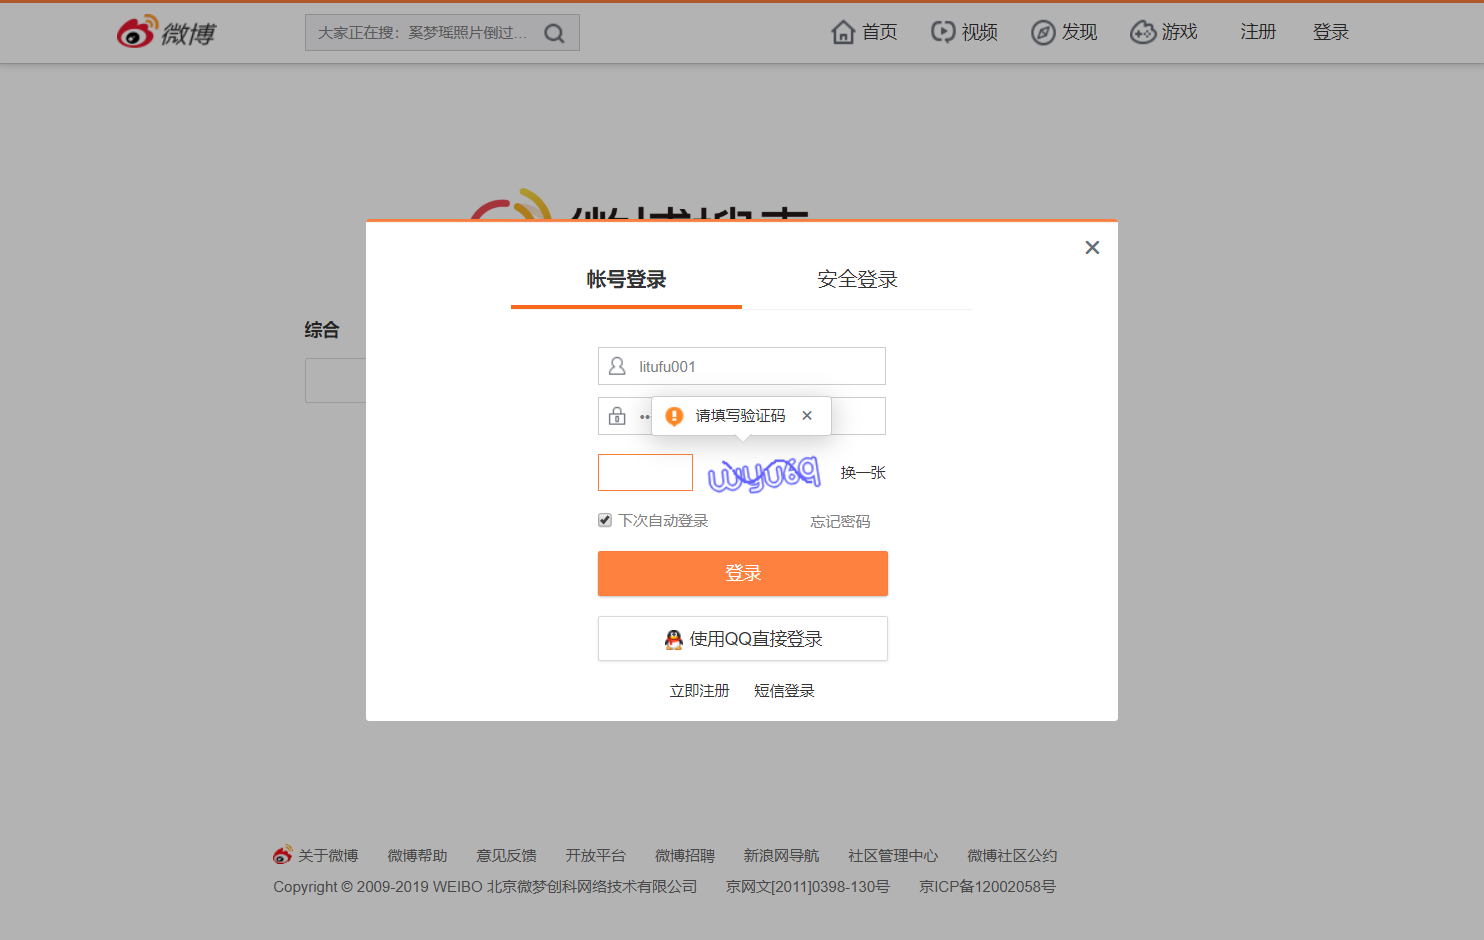 微博
大家正在搜：奚梦瑶照片倒过...
首页
视频
发现
游戏
注册
登录
微博搜索
综合
帐号登录
安全登录
litufu001
请填写验证码
换一张
下次自动登录
忘记密码
登录
使用QQ直接登录
立即注册
短信登录
关于微博
微博帮助
意见反馈
开放平台
微博招聘
新浪网导航
社区管理中心
微博社区公约
Copyright © 2009-2019 WEIBO 北京微梦创科网络技术有限公司
京网文[2011]0398-130号
京ICP备12002058号